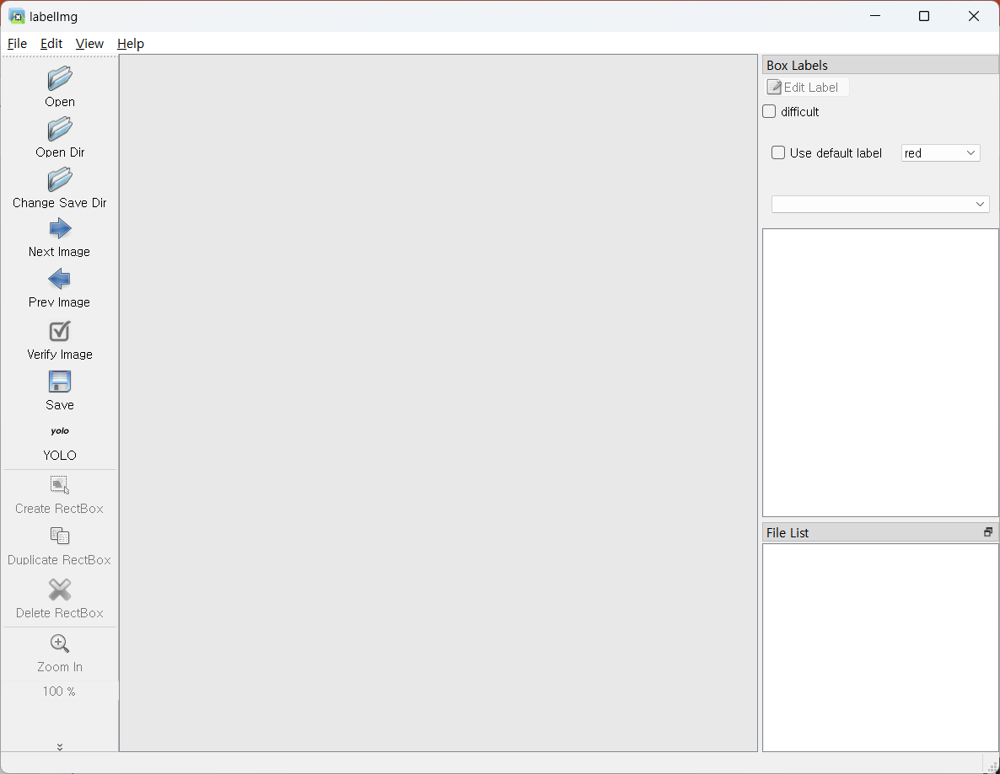 labelImg
File Edit View Help
Open
Open Dir
Change Save Dir
Next Image
Prev Image
Verify Image
Save
yolo
YOLO
Create RectBox
Duplicate RectBox
Delete RectBox
Zoom In
100 %
Box Labels
Edit Label
difficult
Use default label red
File List